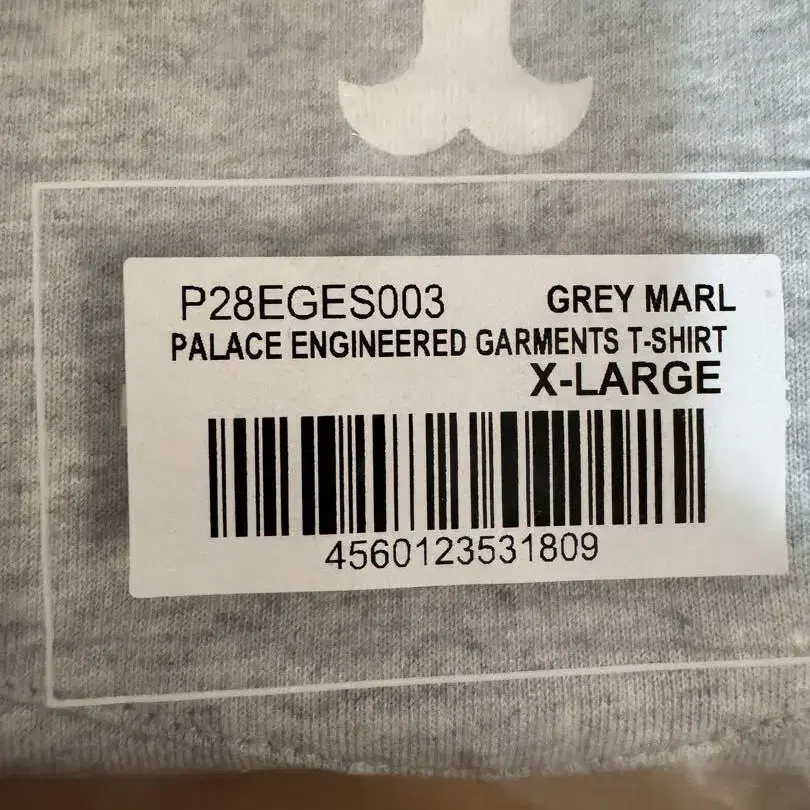 P28EGES003 GREY MARL
PALACE ENGINEERED GARMENTS T-SHIRT
X-LARGE
4560123531809